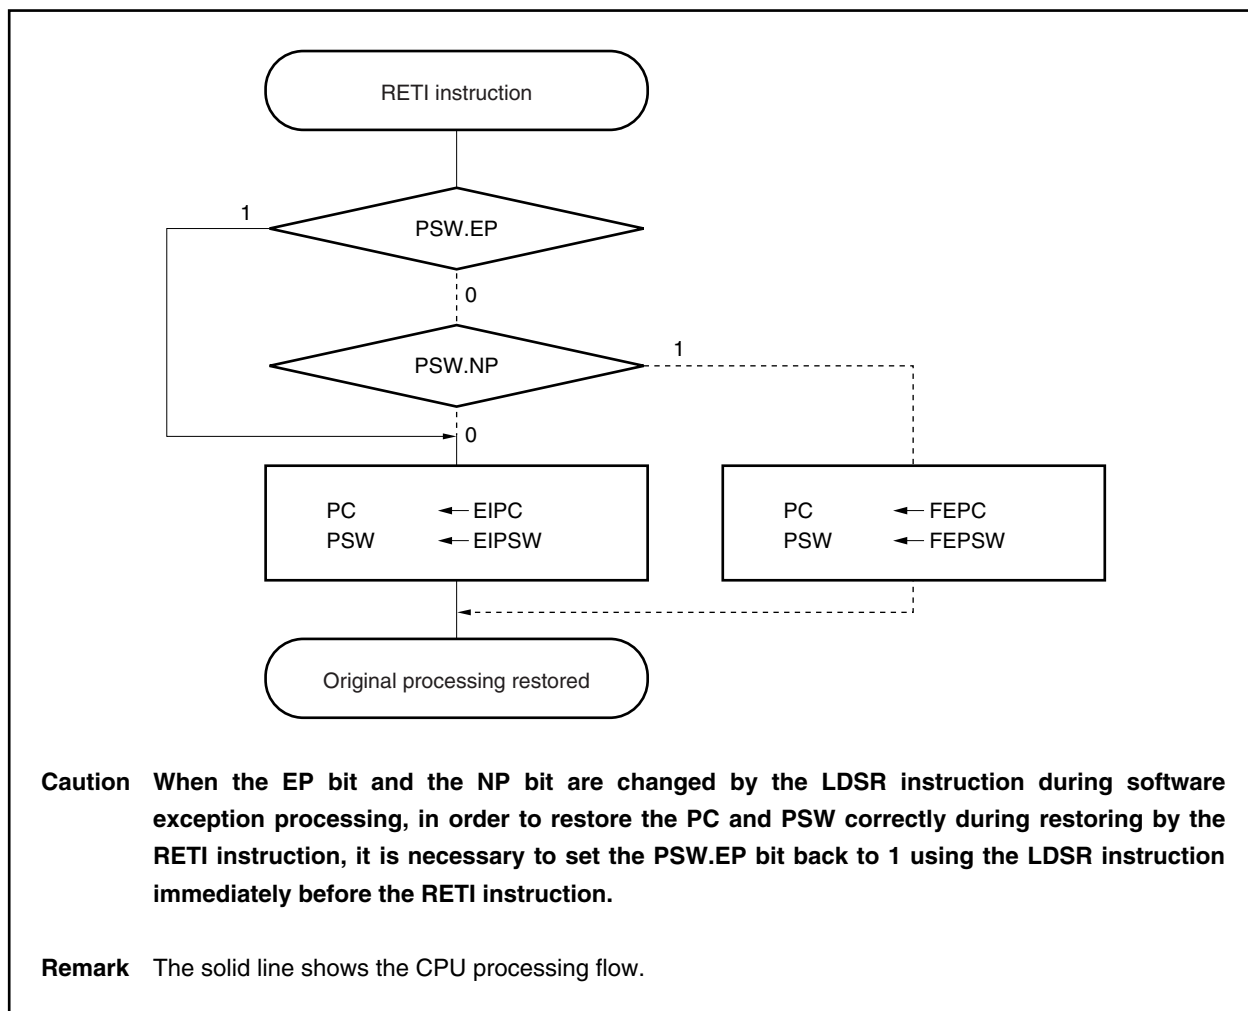 RETI instruction
1
PSW.EP
0
1
PSW.NP
0
PC EIPC
PSW EIPSW
PC FEPC
PSW FEPSW
Original processing restored
Caution When the EP bit and the NP bit are changed by the LDSR instruction during software
exception processing, in order to restore the PC and PSW correctly during restoring by the
RETI instruction, it is necessary to set the PSW.EP bit back to 1 using the LDSR instruction
immediately before the RETI instruction.
Remark The solid line shows the CPU processing flow.